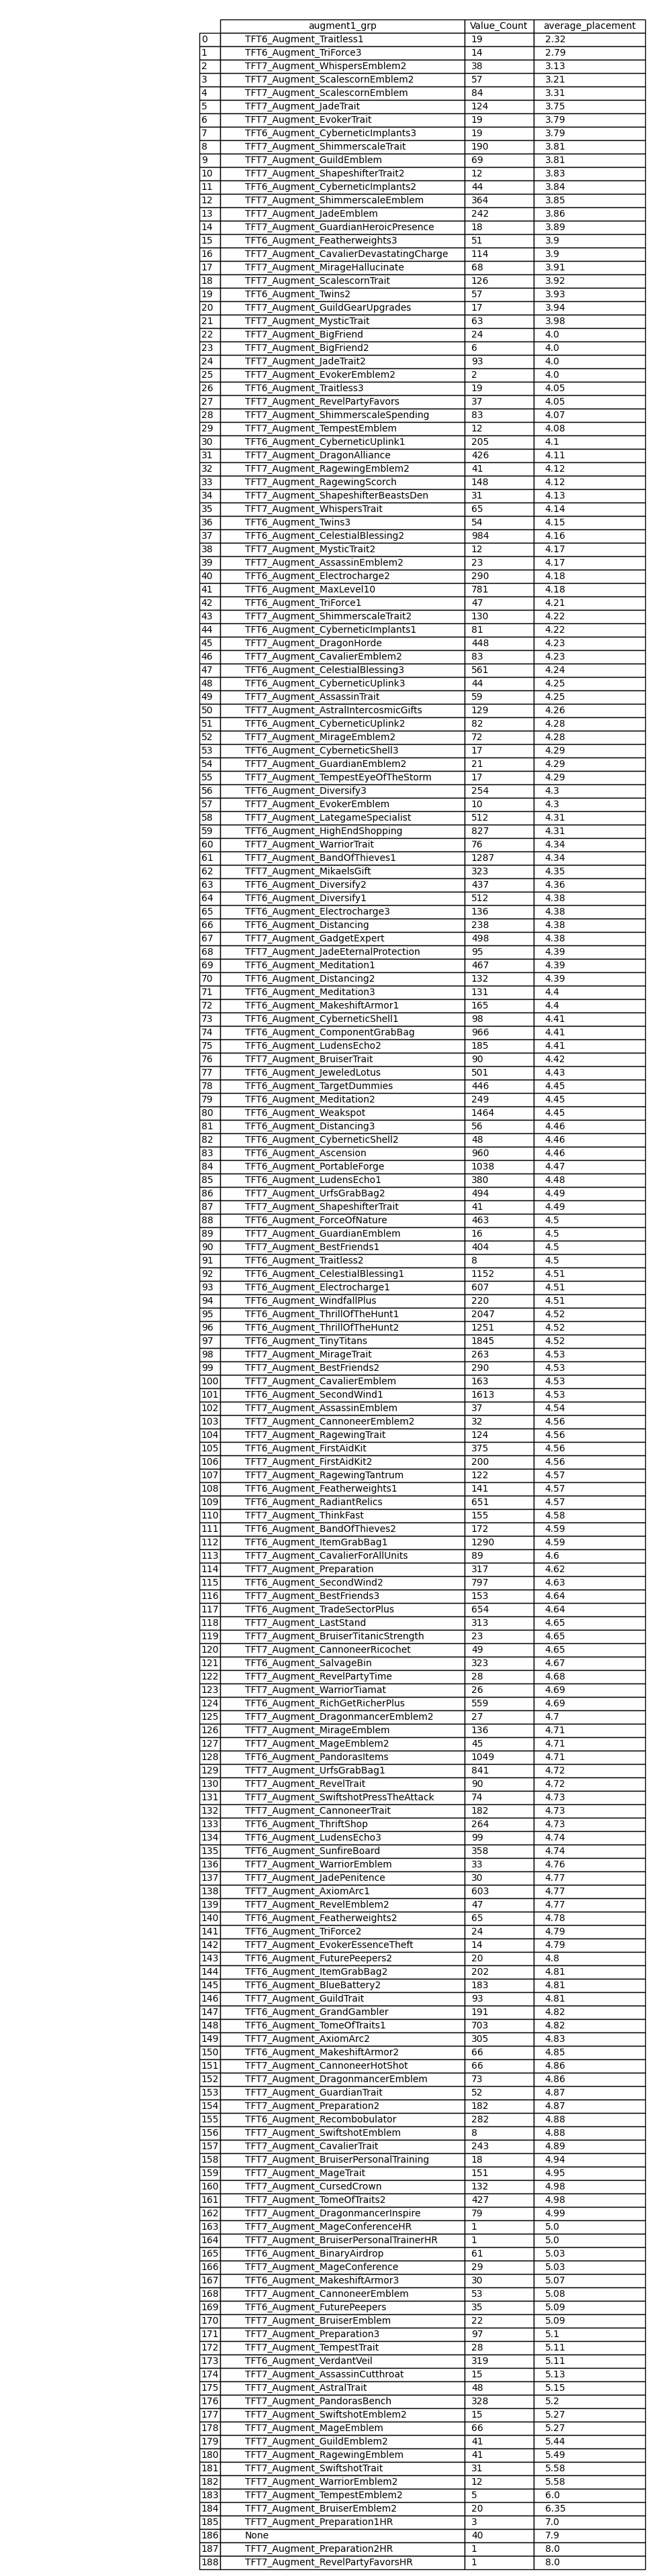 augment1_grp Value_Count average_placement
0 TFT6_Augment_Traitless1 19 2.32
1 TFT6_Augment_TriForce3 14 2.79
2 TFT7_Augment_WhispersEmblem2 38 3.13
3 TFT7_Augment_ScalescornEmblem2 57 3.21
4 TFT7_Augment_ScalescornEmblem 84 3.31
5 TFT7_Augment_JadeTrait 124 3.75
6 TFT7_Augment_EvokerTrait 19 3.79
7 TFT6_Augment_CyberneticImplants3 19 3.79
8 TFT7_Augment_ShimmerscaleTrait 190 3.81
9 TFT7_Augment_GuildEmblem 69 3.81
10 TFT7_Augment_ShapeshifterTrait2 12 3.83
11 TFT6_Augment_CyberneticImplants2 44 3.84
12 TFT7_Augment_ShimmerscaleEmblem 364 3.85
13 TFT7_Augment_JadeEmblem 242 3.86
14 TFT7_Augment_GuardianHeroicPresence 18 3.89
15 TFT6_Augment_Featherweights3 51 3.9
16 TFT7_Augment_CavalierDevastatingCharge 114 3.9
17 TFT7_Augment_MirageHallucinate 68 3.91
18 TFT7_Augment_ScalescornTrait 126 3.92
19 TFT6_Augment_Twins2 57 3.93
20 TFT7_Augment_GuildGearUpgrades 17 3.94
21 TFT7_Augment_MysticTrait 63 3.98
22 TFT7_Augment_BigFriend 24 4.0
23 TFT7_Augment_BigFriend2 6 4.0
24 TFT7_Augment_JadeTrait2 93 4.0
25 TFT7_Augment_EvokerEmblem2 2 4.0
26 TFT6_Augment_Traitless3 19 4.05
27 TFT7_Augment_RevelPartyFavors 37 4.05
28 TFT7_Augment_ShimmerscaleSpending 83 4.07
29 TFT7_Augment_TempestEmblem 12 4.08
30 TFT6_Augment_CyberneticUplink1 205 4.1
31 TFT7_Augment_DragonAlliance 426 4.11
32 TFT7_Augment_RagewingEmblem2 41 4.12
33 TFT7_Augment_RagewingScorch 148 4.12
34 TFT7_Augment_ShapeshifterBeastsDen 31 4.13
35 TFT7_Augment_WhispersTrait 65 4.14
36 TFT6_Augment_Twins3 54 4.15
37 TFT6_Augment_CelestialBlessing2 984 4.16
38 TFT7_Augment_MysticTrait2 12 4.17
39 TFT7_Augment_AssassinEmblem2 23 4.17
40 TFT6_Augment_Electrocharge2 290 4.18
41 TFT7_Augment_MaxLevel10 781 4.18
42 TFT6_Augment_TriForce1 47 4.21
43 TFT7_Augment_ShimmerscaleTrait2 130 4.22
44 TFT6_Augment_CyberneticImplants1 81 4.22
45 TFT7_Augment_DragonHorde 448 4.23
46 TFT7_Augment_CavalierEmblem2 83 4.23
47 TFT6_Augment_CelestialBlessing3 561 4.24
48 TFT6_Augment_CyberneticUplink3 44 4.25
49 TFT7_Augment_AssassinTrait 59 4.25
50 TFT7_Augment_AstralIntercosmicGifts 129 4.26
51 TFT6_Augment_CyberneticUplink2 82 4.28
52 TFT7_Augment_MirageEmblem2 72 4.28
53 TFT6_Augment_CyberneticShell3 17 4.29
54 TFT7_Augment_GuardianEmblem2 21 4.29
55 TFT7_Augment_TempestEyeOfTheStorm 17 4.29
56 TFT6_Augment_Diversify3 254 4.3
57 TFT7_Augment_EvokerEmblem 10 4.3
58 TFT7_Augment_LategameSpecialist 512 4.31
59 TFT6_Augment_HighEndShopping 827 4.31
60 TFT7_Augment_WarriorTrait 76 4.34
61 TFT7_Augment_BandOfThieves1 1287 4.34
62 TFT7_Augment_MikaelsGift 323 4.35
63 TFT6_Augment_Diversify2 437 4.36
64 TFT6_Augment_Diversify1 512 4.38
65 TFT6_Augment_Electrocharge3 136 4.38
66 TFT6_Augment_Distancing 238 4.38
67 TFT7_Augment_GadgetExpert 498 4.38
68 TFT7_Augment_JadeEternalProtection 95 4.39
69 TFT6_Augment_Meditation1 467 4.39
70 TFT6_Augment_Distancing2 132 4.39
71 TFT6_Augment_Meditation3 131 4.4
72 TFT6_Augment_MakeshiftArmor1 165 4.4
73 TFT6_Augment_CyberneticShell1 98 4.41
74 TFT6_Augment_ComponentGrabBag 966 4.41
75 TFT6_Augment_LudensEcho2 185 4.41
76 TFT7_Augment_BruiserTrait 90 4.42
77 TFT6_Augment_JeweledLotus 501 4.43
78 TFT6_Augment_TargetDummies 446 4.45
79 TFT6_Augment_Meditation2 249 4.45
80 TFT6_Augment_Weakspot 1464 4.45
81 TFT6_Augment_Distancing3 56 4.46
82 TFT6_Augment_CyberneticShell2 48 4.46
83 TFT6_Augment_Ascension 960 4.46
84 TFT6_Augment_PortableForge 1038 4.47
85 TFT6_Augment_LudensEcho1 380 4.48
86 TFT7_Augment_UrfsGrabBag2 494 4.49
87 TFT7_Augment_ShapeshifterTrait 41 4.49
88 TFT6_Augment_ForceOfNature 463 4.5
89 TFT7_Augment_GuardianEmblem 16 4.5
90 TFT7_Augment_BestFriends1 404 4.5
91 TFT6_Augment_Traitless2 8 4.5
92 TFT6_Augment_CelestialBlessing1 1152 4.51
93 TFT6_Augment_Electrocharge1 607 4.51
94 TFT6_Augment_WindfallPlus 220 4.51
95 TFT6_Augment_ThrillOfTheHunt1 2047 4.52
96 TFT6_Augment_ThrillOfTheHunt2 1251 4.52
97 TFT6_Augment_TinyTitans 1845 4.52
98 TFT7_Augment_MirageTrait 263 4.53
99 TFT7_Augment_BestFriends2 290 4.53
100 TFT7_Augment_CavalierEmblem 163 4.53
101 TFT6_Augment_SecondWind1 1613 4.53
102 TFT7_Augment_AssassinEmblem 37 4.54
103 TFT7_Augment_CannoneerEmblem2 32 4.56
104 TFT7_Augment_RagewingTrait 124 4.56
105 TFT6_Augment_FirstAidKit 375 4.56
106 TFT7_Augment_FirstAidKit2 200 4.56
107 TFT7_Augment_RagewingTantrum 122 4.57
108 TFT6_Augment_Featherweights1 141 4.57
109 TFT6_Augment_RadiantRelics 651 4.57
110 TFT7_Augment_ThinkFast 155 4.58
111 TFT6_Augment_BandOfThieves2 172 4.59
112 TFT6_Augment_ItemGrabBag1 1290 4.59
113 TFT7_Augment_CavalierForAllUnits 89 4.6
114 TFT7_Augment_Preparation 317 4.62
115 TFT6_Augment_SecondWind2 797 4.63
116 TFT7_Augment_BestFriends3 153 4.64
117 TFT6_Augment_TradeSectorPlus 654 4.64
118 TFT7_Augment_LastStand 313 4.65
119 TFT7_Augment_BruiserTitanicStrength 23 4.65
120 TFT7_Augment_CannoneerRicochet 49 4.65
121 TFT6_Augment_SalvageBin 323 4.67
122 TFT7_Augment_RevelPartyTime 28 4.68
123 TFT7_Augment_WarriorTiamat 26 4.69
124 TFT6_Augment_RichGetRicherPlus 559 4.69
125 TFT7_Augment_DragonmancerEmblem2 27 4.7
126 TFT7_Augment_MirageEmblem 136 4.71
127 TFT7_Augment_MageEmblem2 45 4.71
128 TFT6_Augment_PandorasItems 1049 4.71
129 TFT7_Augment_UrfsGrabBag1 841 4.72
130 TFT7_Augment_RevelTrait 90 4.72
131 TFT7_Augment_SwiftshotPressTheAttack 74 4.73
132 TFT7_Augment_CannoneerTrait 182 4.73
133 TFT6_Augment_ThriftShop 264 4.73
134 TFT6_Augment_LudensEcho3 99 4.74
135 TFT6_Augment_SunfireBoard 358 4.74
136 TFT7_Augment_WarriorEmblem 33 4.76
137 TFT7_Augment_JadePenitence 30 4.77
138 TFT7_Augment_AxiomArc1 603 4.77
139 TFT7_Augment_RevelEmblem2 47 4.77
140 TFT6_Augment_Featherweights2 65 4.78
141 TFT6_Augment_TriForce2 24 4.79
142 TFT7_Augment_EvokerEssenceTheft 14 4.79
143 TFT6_Augment_FuturePeepers2 20 4.8
144 TFT6_Augment_ItemGrabBag2 202 4.81
145 TFT6_Augment_BlueBattery2 183 4.81
146 TFT7_Augment_GuildTrait 93 4.81
147 TFT6_Augment_GrandGambler 191 4.82
148 TFT6_Augment_TomeOfTraits1 703 4.82
149 TFT7_Augment_AxiomArc2 305 4.83
150 TFT6_Augment_MakeshiftArmor2 66 4.85
151 TFT7_Augment_CannoneerHotShot 66 4.86
152 TFT7_Augment_DragonmancerEmblem 73 4.86
153 TFT7_Augment_GuardianTrait 52 4.87
154 TFT7_Augment_Preparation2 182 4.87
155 TFT6_Augment_Recombobulator 282 4.88
156 TFT7_Augment_SwiftshotEmblem 8 4.88
157 TFT7_Augment_CavalierTrait 243 4.89
158 TFT7_Augment_BruiserPersonalTraining 18 4.94
159 TFT7_Augment_MageTrait 151 4.95
160 TFT7_Augment_CursedCrown 132 4.98
161 TFT7_Augment_TomeOfTraits2 427 4.98
162 TFT7_Augment_DragonmancerInspire 79 4.99
163 TFT7_Augment_MageConferenceHR 1 5.0
164 TFT7_Augment_BruiserPersonalTrainerHR 1 5.0
165 TFT6_Augment_BinaryAirdrop 61 5.03
166 TFT7_Augment_MageConference 29 5.03
167 TFT6_Augment_MakeshiftArmor3 30 5.07
168 TFT7_Augment_CannoneerEmblem 53 5.08
169 TFT6_Augment_FuturePeepers 35 5.09
170 TFT7_Augment_BruiserEmblem 22 5.09
171 TFT7_Augment_Preparation3 97 5.1
172 TFT7_Augment_TempestTrait 28 5.11
173 TFT6_Augment_VerdantVeil 319 5.11
174 TFT7_Augment_AssassinCutthroat 15 5.13
175 TFT7_Augment_AstralTrait 48 5.15
176 TFT7_Augment_PandorasBench 328 5.2
177 TFT7_Augment_SwiftshotEmblem2 15 5.27
178 TFT7_Augment_MageEmblem 66 5.27
179 TFT7_Augment_GuildEmblem2 41 5.44
180 TFT7_Augment_RagewingEmblem 41 5.49
181 TFT7_Augment_SwiftshotTrait 31 5.58
182 TFT7_Augment_WarriorEmblem2 12 5.58
183 TFT7_Augment_TempestEmblem2 5 6.0
184 TFT7_Augment_BruiserEmblem2 20 6.35
185 TFT7_Augment_Preparation1HR 3 7.0
186 None 40 7.9
187 TFT7_Augment_Preparation2HR 1 8.0
188 TFT7_Augment_RevelPartyFavorsHR 1 8.0